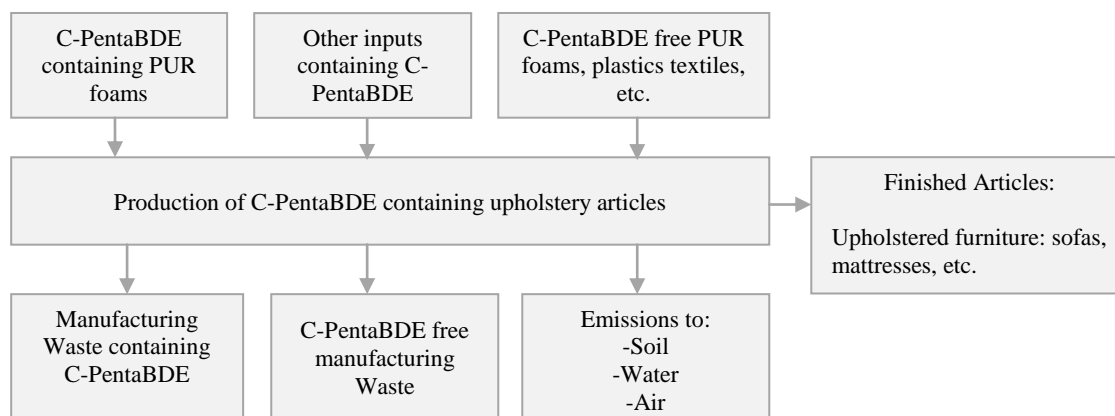 C-PentaBDE
containing PUR
foams
Other inputs
containing C-
PentaBDE
C-PentaBDE free PUR
foams, plastics textiles,
etc.
Production of C-PentaBDE containing upholstery articles
Finished Articles:
Upholstered furniture: sofas,
mattresses, etc.
Manufacturing
Waste containing
C-PentaBDE
C-PentaBDE free
manufacturing
Waste
Emissions to:
-Soil
-Water
-Air